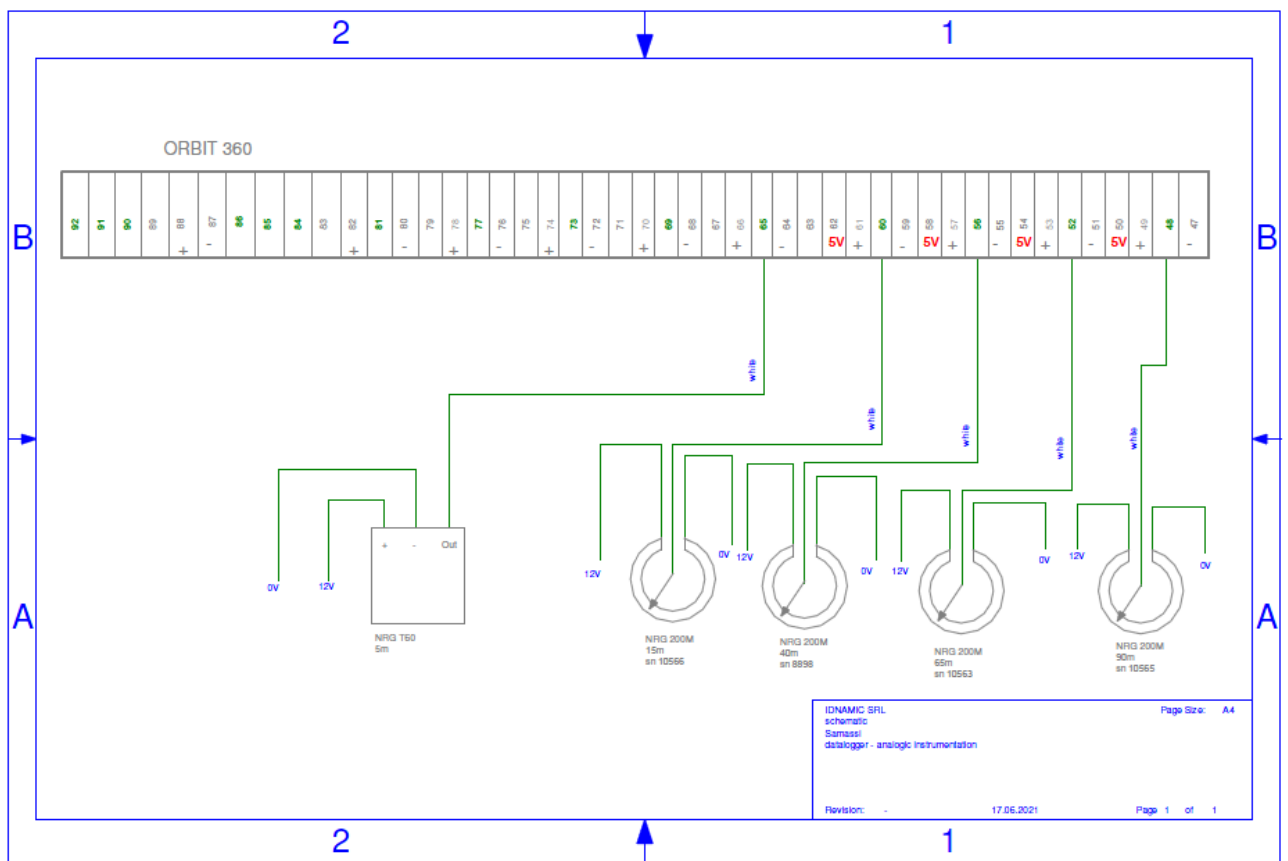 2 1
ORBIT 360
B B
92 91 90 89 88 87 86 85 84 83 82 81 80 79 78 77 76 75 74 73 72 71 70 69 68 67 66 65 64 63 62 61 60 59 58 57 56 55 54 53 52 51 50 49 48 47
+ - + - + - + - + - + - + - + - + - + -
5V 5V 5V 5V
white
white
white
white
white
+ - Out
0V 12V
12V 0V
12V 0V
12V 0V
12V 0V
A A
NRG T60
5m
NRG 200M
15m
sn 10566
NRG 200M
40m
sn 8898
NRG 200M
65m
sn 10563
NRG 200M
90m
sn 10565
IDNAMIC SRL Page Size: A4
schematic
Samassi
datalogger - analogic instrumentation
Revision: - 17.06.2021 Page 1 of 1
2 1